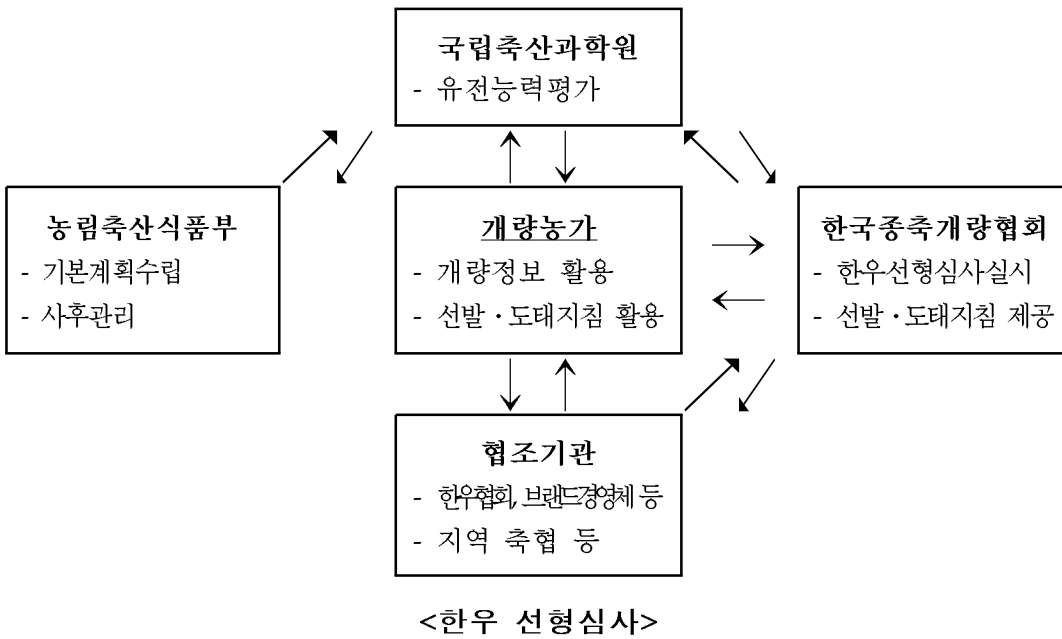 국립축산과학원
- 유전능력평가
농림축산식품부
- 기본계획수립
- 사후관리
개량농가
- 개량정보 활용
- 선발·도태지침 활용
한국종축개량협회
- 한우선형심사실시
- 선발·도태지침 제공
협조기관
- 한우협회, 브랜드경영체 등
- 지역 축협 등
<한우 선형심사>